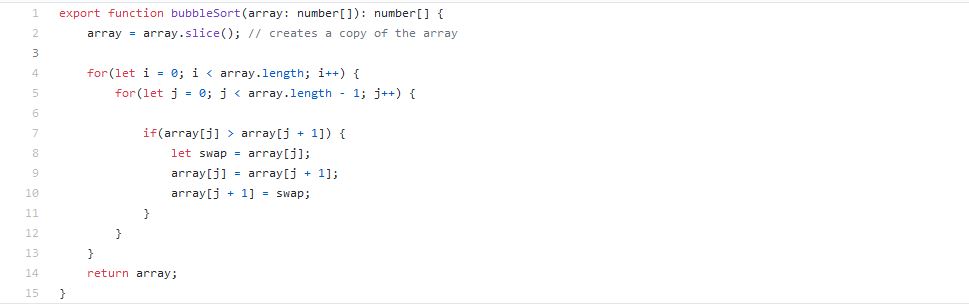 1 export function bubbleSort(array: number[]): number[] {
2     array = array.slice(); // creates a copy of the array
3
4     for(let i = 0; i < array.length; i++) {
5         for(let j = 0; j < array.length - 1; j++) {
6
7             if(array[j] > array[j + 1]) {
8                 let swap = array[j];
9                 array[j] = array[j + 1];
10                 array[j + 1] = swap;
11             }
12         }
13     }
14     return array;
15 }